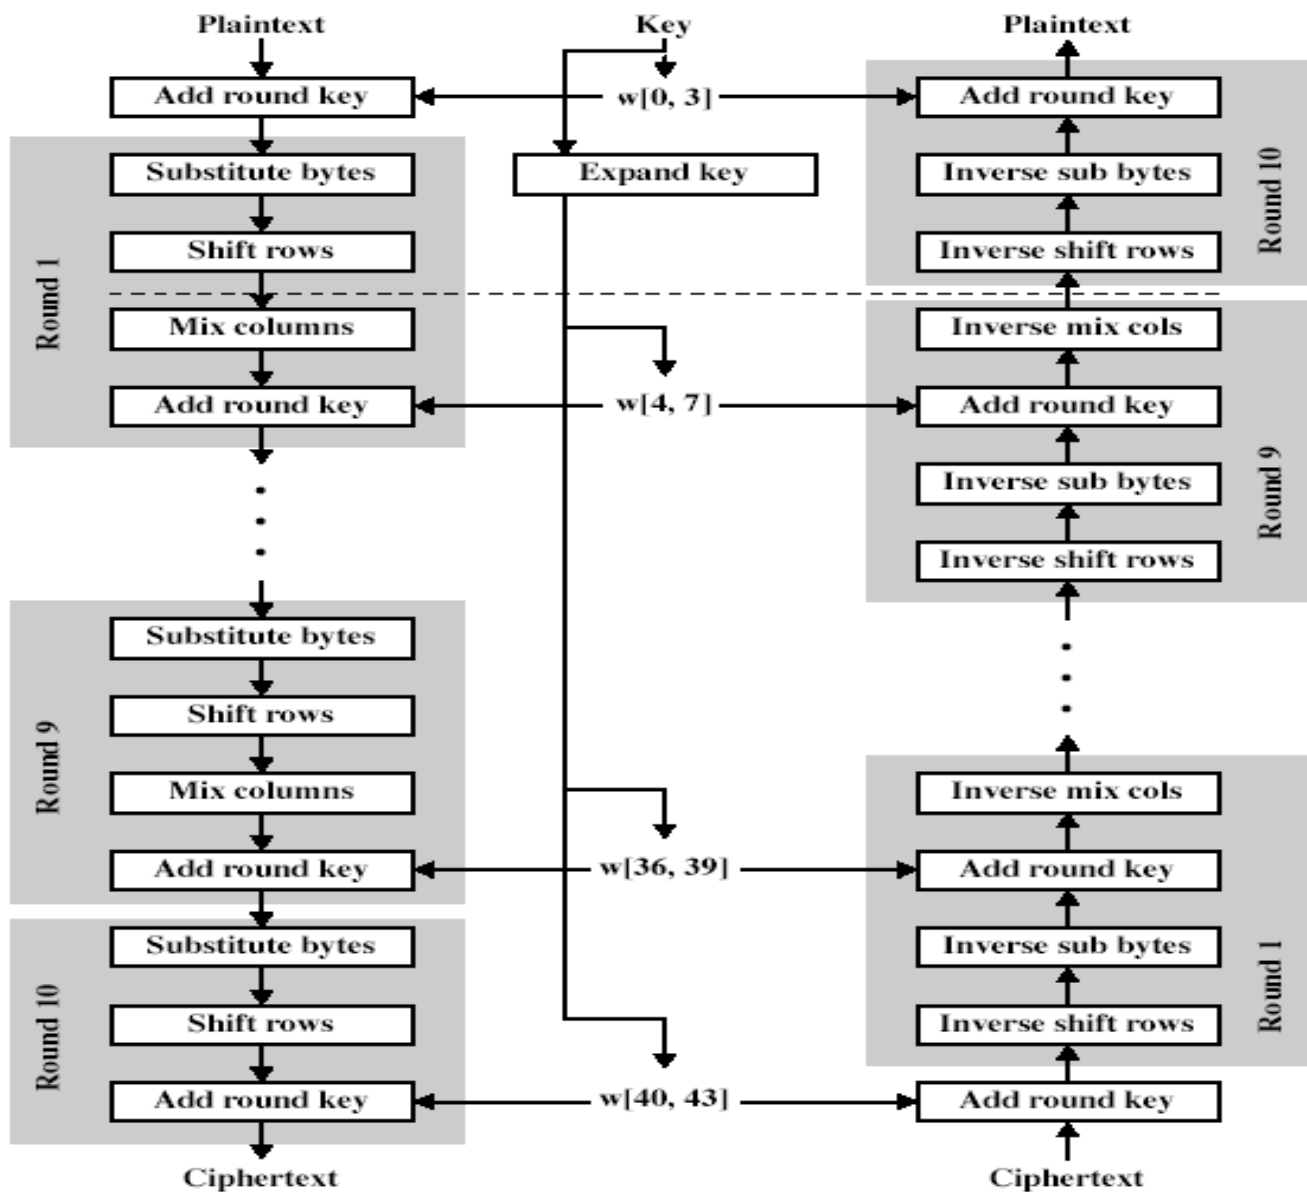 Plaintext
Add round key
Round 1
Substitute bytes
Shift rows
Mix columns
Add round key
Round 9
Substitute bytes
Shift rows
Mix columns
Add round key
Round 10
Substitute bytes
Shift rows
Add round key
Ciphertext
Key
w[0, 3]
Expand key
w[4, 7]
w[36, 39]
w[40, 43]
Plaintext
Add round key
Inverse sub bytes
Inverse shift rows
Round 10
Inverse mix cols
Add round key
Inverse sub bytes
Inverse shift rows
Round 9
Inverse mix cols
Add round key
Inverse sub bytes
Inverse shift rows
Round 1
Add round key
Ciphertext